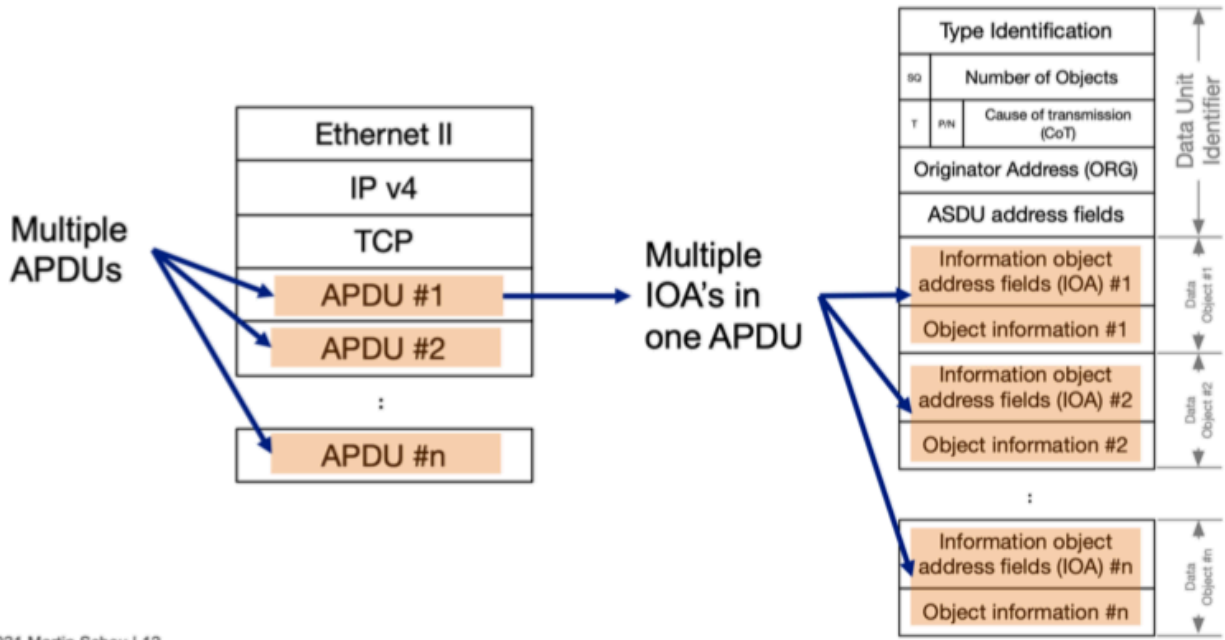 Multiple
APDUs
Ethernet II
IP v4
TCP
APDU #1
APDU #2
:
APDU #n
Multiple
IOA's in
one APDU
Type Identification
SQ
Number of Objects
T
P/N
Cause of transmission
(CoT)
Originator Address (ORG)
ASDU address fields
Information object
address fields (IOA) #1
Object information #1
Information object
address fields (IOA) #2
Object information #2
:
Information object
address fields (IOA) #n
Object information #n
Data Unit
Identifier
Data
Object #1
Data
Object #2
Data
Object #n
Martin | 12